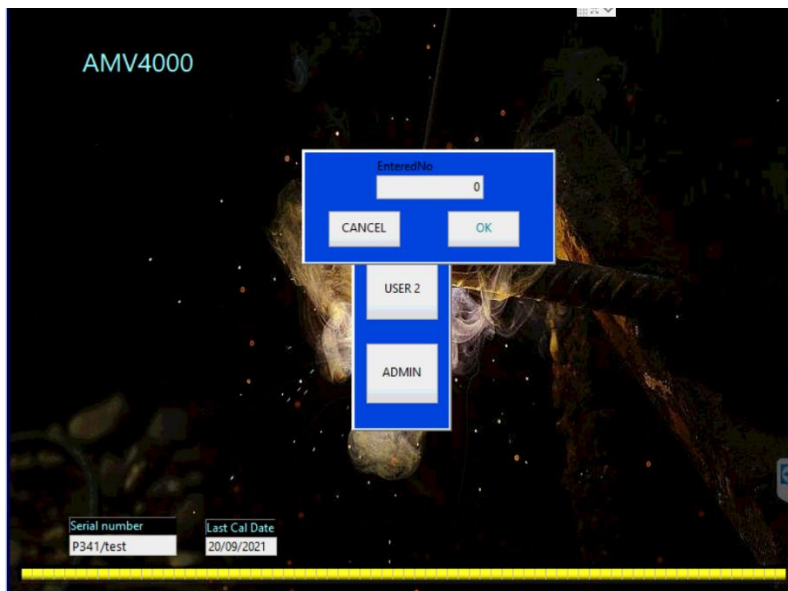 AMV4000
EnteredNo
0
CANCEL
OK
USER 2
ADMIN
Serial number
P341/test
Last Cal Date
20/09/2021